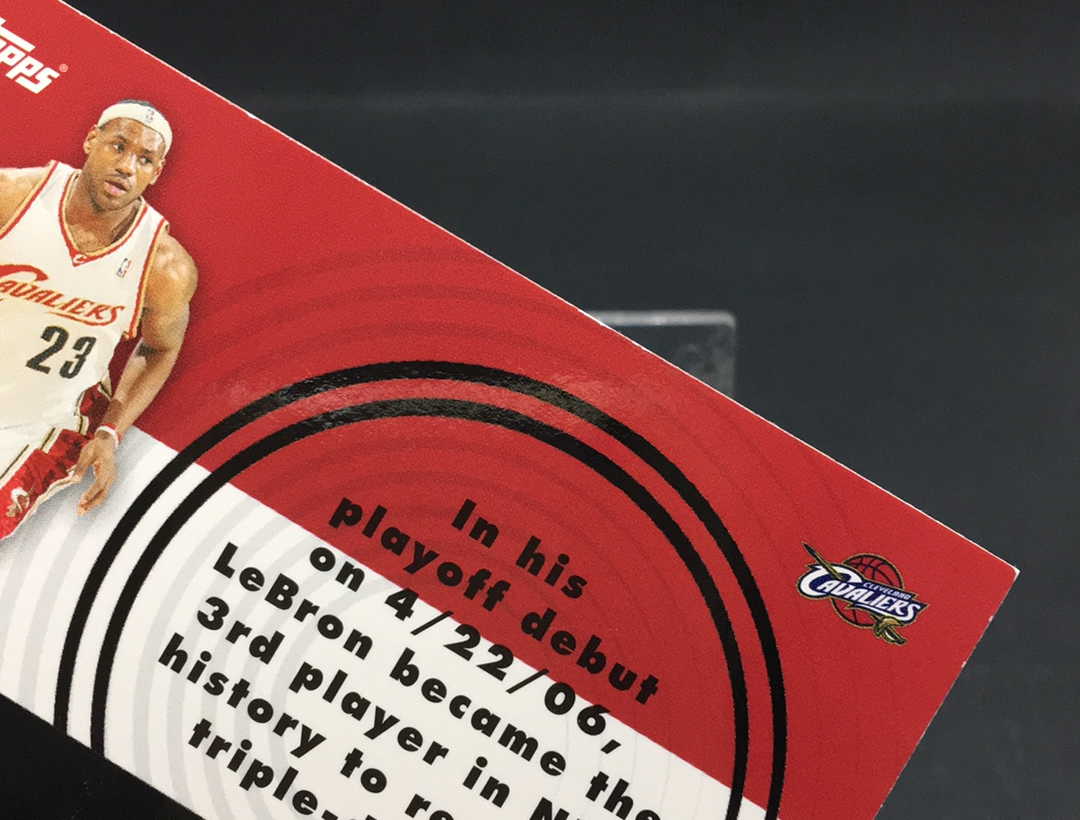 CAVALIERS
23
In his
playoff debut
on 4/22/06,
LeBron became the
3rd player in
history to
triple-
CLEVELAND
CAVALIERS